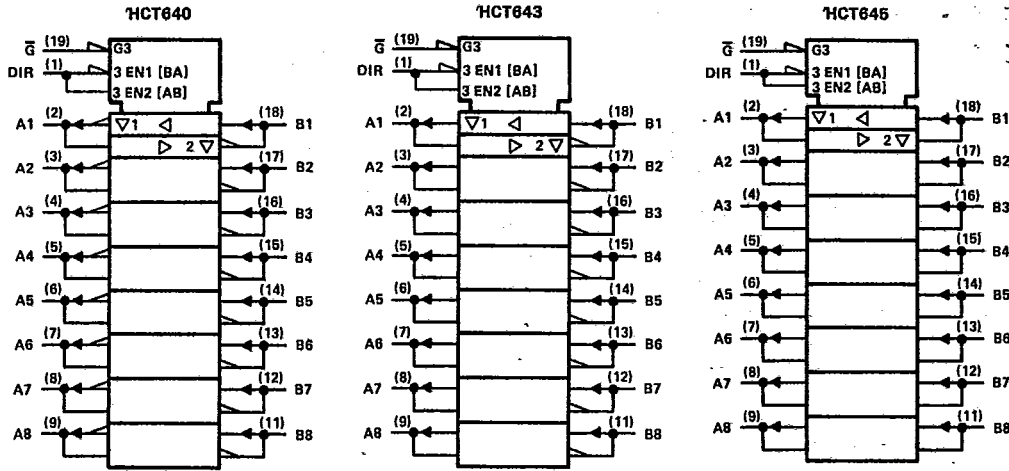 'HCT640
G̅ (19) G3
DIR (1) 3 EN1 [BA]
3 EN2 [AB]
A1 (2) ▽1 ◁ (18) B1
▷ 2▽
A2 (3) (17) B2
A3 (4) (16) B3
A4 (5) (15) B4
A5 (6) (14) B5
A6 (7) (13) B6
A7 (8) (12) B7
A8 (9) (11) B8
'HCT643
G̅ (19) G3
DIR (1) 3 EN1 [BA]
3 EN2 [AB]
A1 (2) ▽1 ◁ (18) B1
▷ 2▽
A2 (3) (17) B2
A3 (4) (16) B3
A4 (5) (15) B4
A5 (6) (14) B5
A6 (7) (13) B6
A7 (8) (12) B7
A8 (9) (11) B8
'HCT645
G̅ (19) G3
DIR (1) 3 EN1 [BA]
3 EN2 [AB]
A1 (2) ▽1 ◁ (18) B1
▷ 2▽
A2 (3) (17) B2
A3 (4) (16) B3
A4 (5) (15) B4
A5 (6) (14) B5
A6 (7) (13) B6
A7 (8) (12) B7
A8 (9) (11) B8